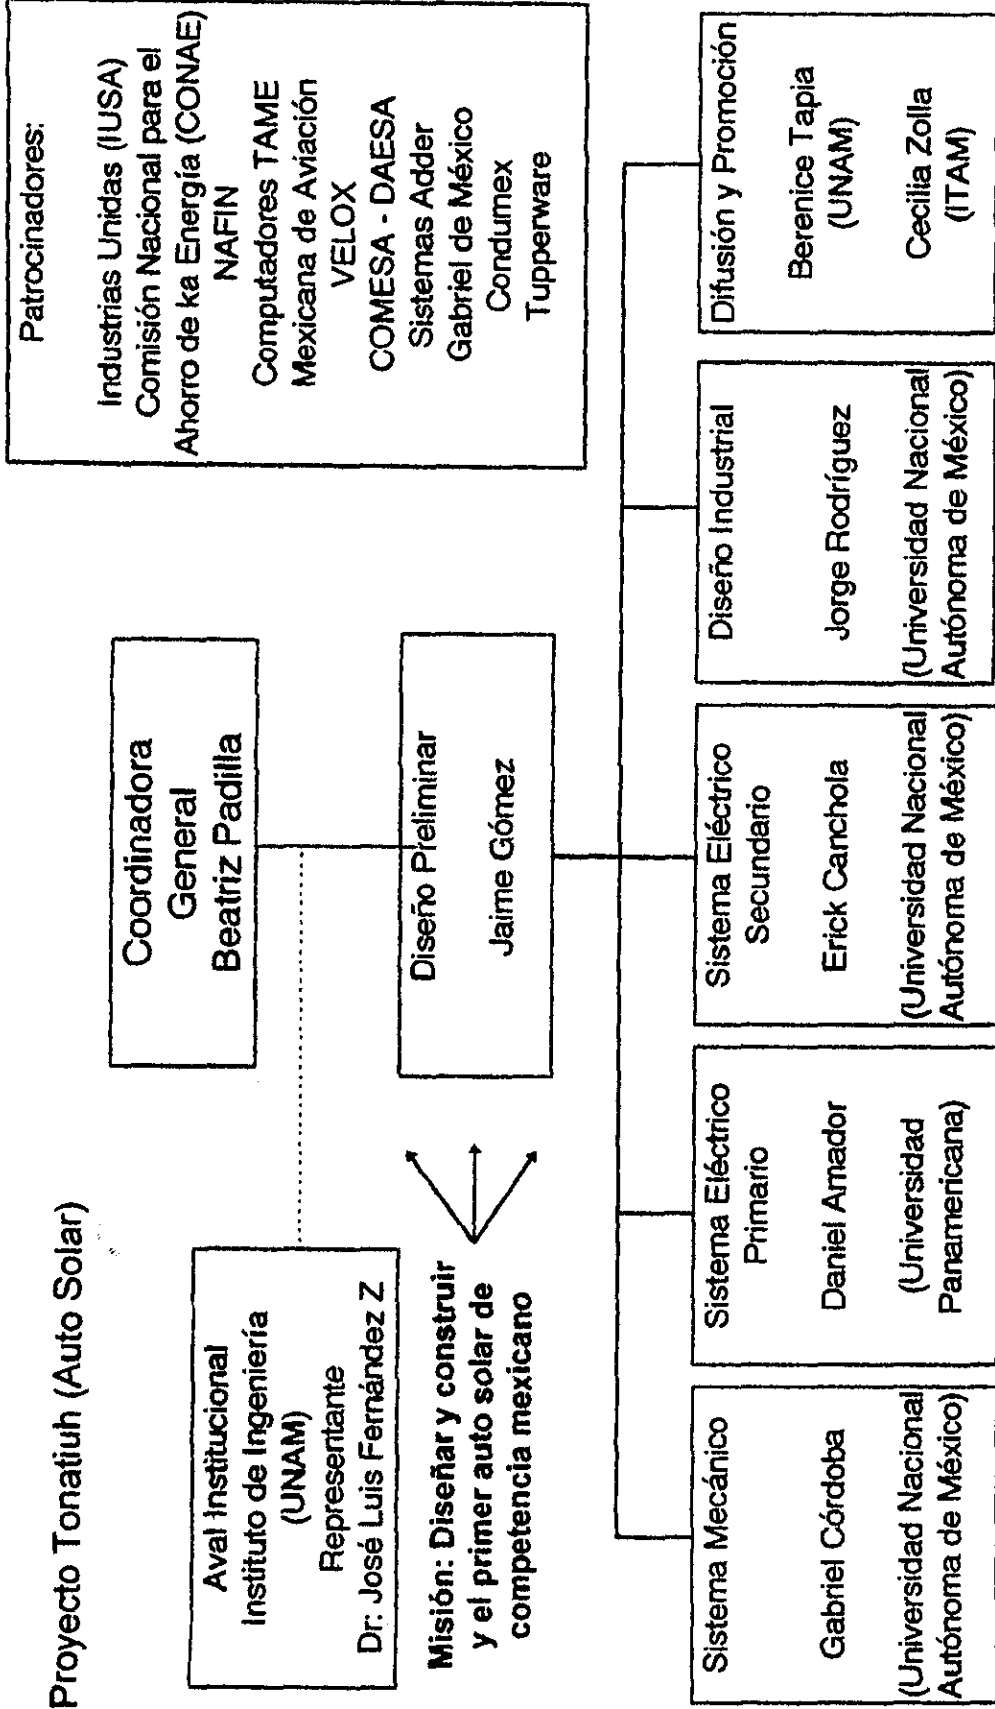 Proyecto Tonatiuh (Auto Solar)
Patrocinadores:
Industrias Unidas (IUSA)
Comisión Nacional para el
Ahorro de ka Energía (CONAE)
NAFIN
Computadores TAME
Mexicana de Aviación
VELOX
COMESA - DAESA
Sistemas Adder
Gabriel de México
Condumex
Tupperware
Coordinadora
General
Beatriz Padilla
Aval Institucional
Instituto de Ingeniería
(UNAM)
Representante
Dr: José Luis Fernández Z
Diseño Preliminar
Jaime Gómez
Misión: Diseñar y construir
y el primer auto solar de
competencia mexicano
Sistema Mecánico
Gabriel Córdoba
(Universidad Nacional
Autónoma de México)
Sistema Eléctrico
Primario
Daniel Amador
(Universidad
Panamericana)
Sistema Eléctrico
Secundario
Erick Canchola
(Universidad Nacional
Autónoma de México)
Diseño Industrial
Jorge Rodríguez
(Universidad Nacional
Autónoma de México)
Difusión y Promoción
Berenice Tapia
(UNAM)
Cecilia Zolla
(ITAM)